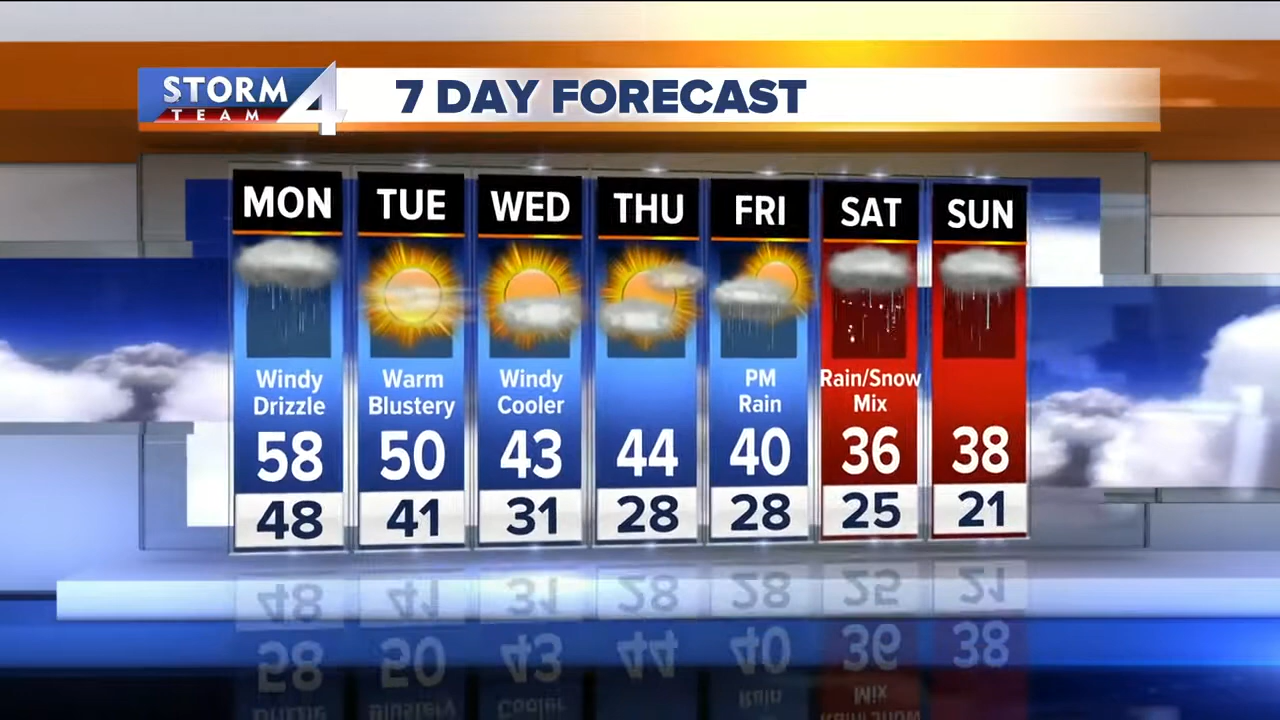 STORM
TEAM
4
7 DAY FORECAST
MON
Windy
Drizzle
58
48
TUE
Warm
Blustery
50
41
WED
Windy
Cooler
43
31
THU
44
28
FRI
PM
Rain
40
28
SAT
Rain/Snow
Mix
36
25
SUN
38
21